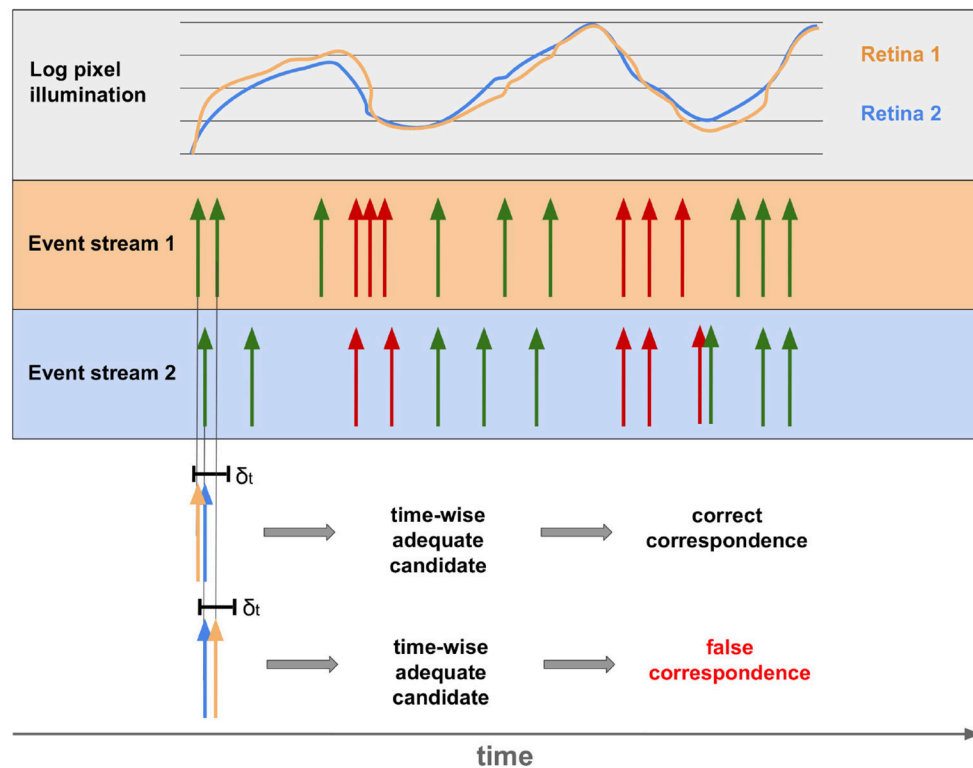 Log pixel
illumination
Retina 1
Retina 2
Event stream 1
Event stream 2
δt
time-wise
adequate
candidate
correct
correspondence
δt
time-wise
adequate
candidate
false
correspondence
time